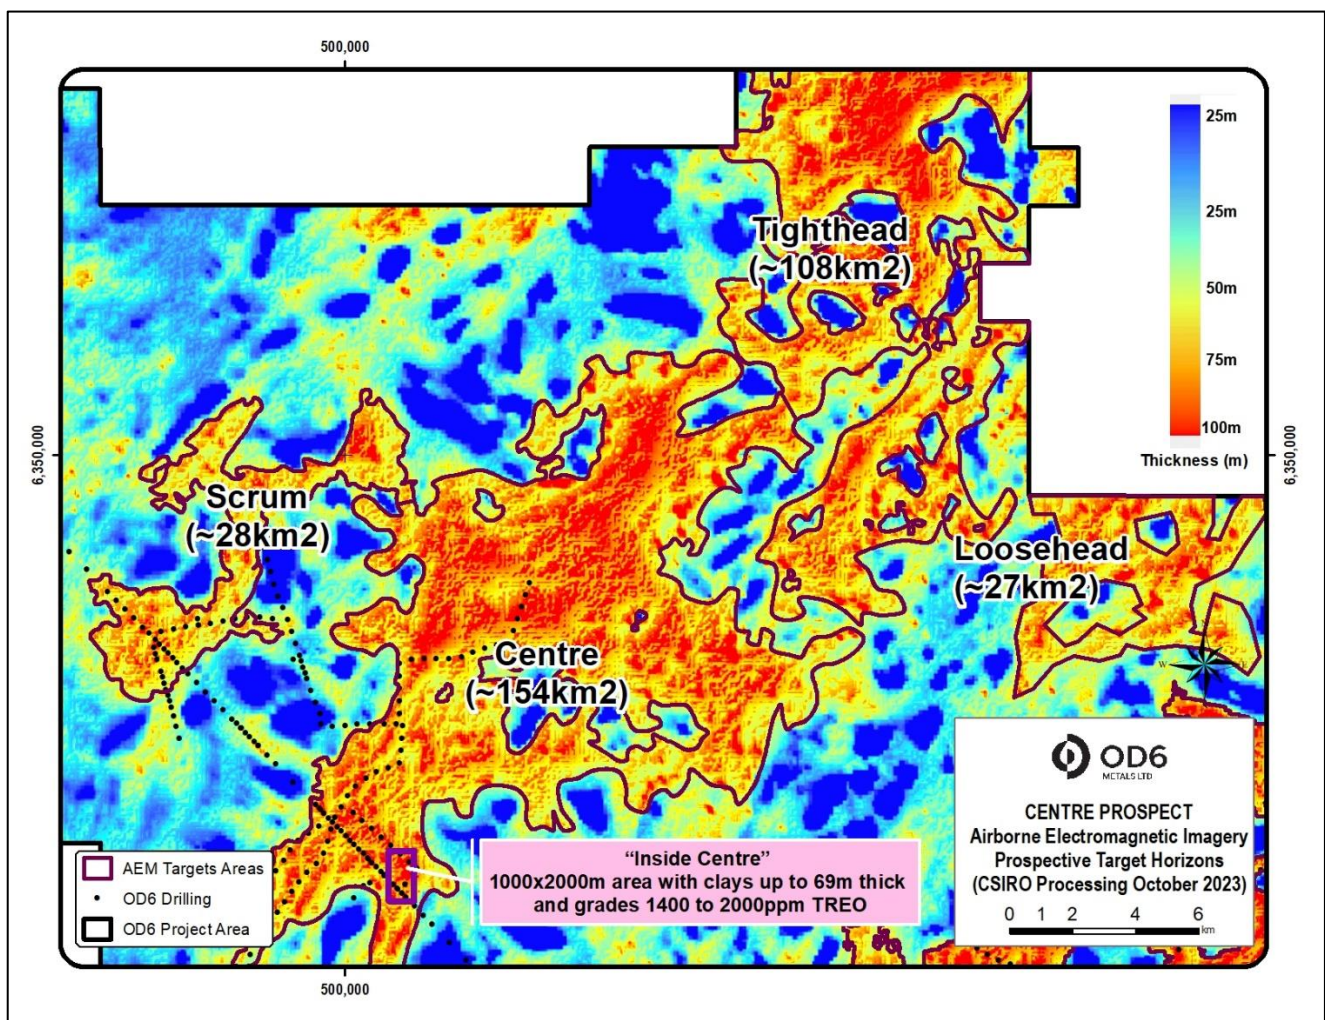 500,000
25m
25m
50m
75m
100m
Thickness (m)
Tighthead
(~108km2)
6,350,000
6,350,000
Scrum
(~28km2)
Loosehead
(~27km2)
Centre
(~154km2)
W
OD6
METALS LTD
CENTRE PROSPECT
Airborne Electromagnetic Imagery
Prospective Target Horizons
(CSIRO Processing October 2023)
0 1 2 4 6
km
“Inside Centre”
1000x2000m area with clays up to 69m thick
and grades 1400 to 2000ppm TREO
AEM Targets Areas
OD6 Drilling
OD6 Project Area
500,000